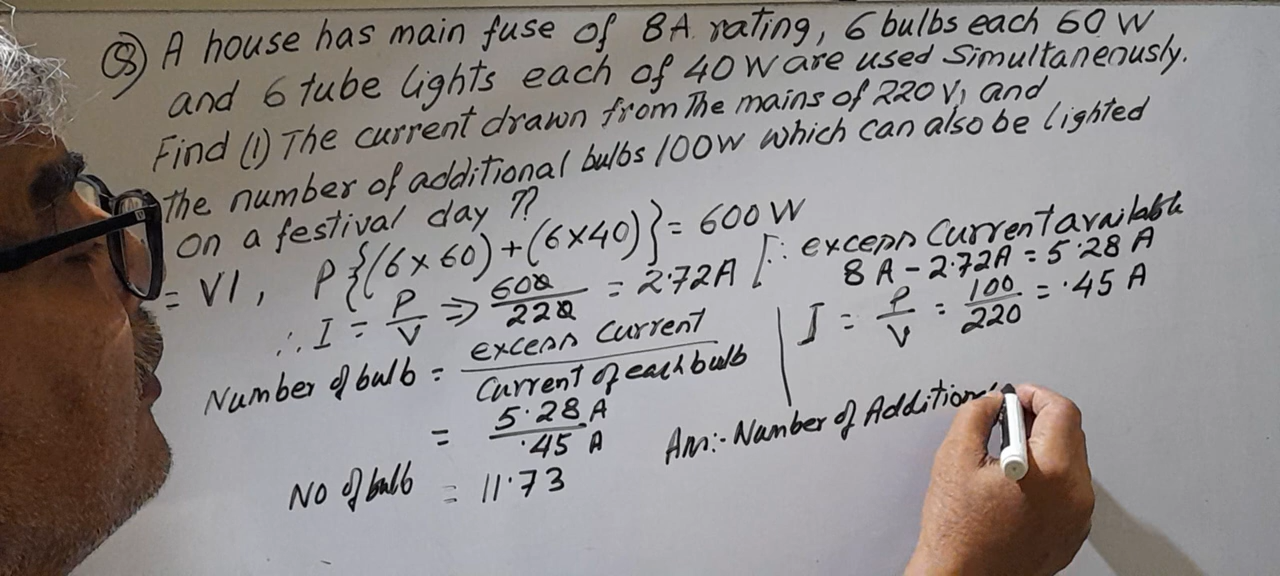 Q) A house has main fuse of 8A rating, 6 bulbs each 60 W
and 6 tube lights each of 40 W are used Simultaneously.
Find (1) The current drawn from The mains of 220 V, and
The number of additional bulbs 100W which can also be lighted
on a festival day ??
= VI, P{(6×60)+(6×40)}= 600 W
∴ I = P/V ⇒ 600/220 = 2.72A
[∴ excess Current available
8 A - 2.72A = 5.28 A
I = P/V = 100/220 = .45 A
Number of bulb = excess Current / Current of each bulb
= 5.28 A / .45 A
No of bulb = 11.73
Ans:- Number of Addition